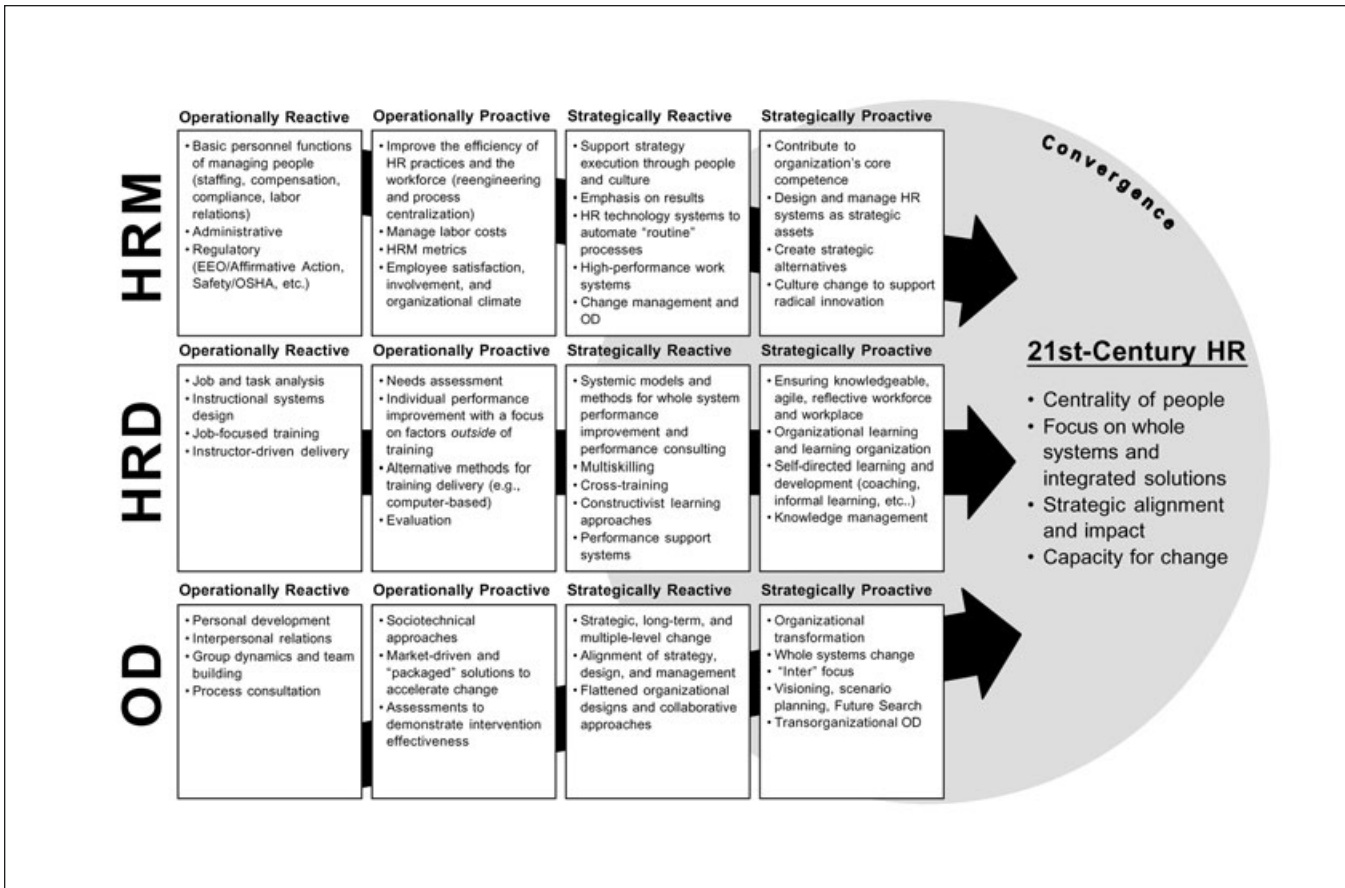 HRM
Operationally Reactive
• Basic personnel functions
of managing people
(staffing, compensation,
compliance, labor
relations)
• Administrative
• Regulatory
(EEO/Affirmative Action,
Safety/OSHA, etc.)
Operationally Proactive
• Improve the efficiency of
HR practices and the
workforce (reengineering
and process
centralization)
• Manage labor costs
• HRM metrics
• Employee satisfaction,
involvement, and
organizational climate
Strategically Reactive
• Support strategy
execution through people
and culture
• Emphasis on results
• HR technology systems to
automate “routine”
processes
• High-performance work
systems
• Change management and
OD
Strategically Proactive
• Contribute to
organization’s core
competence
• Design and manage HR
systems as strategic
assets
• Create strategic
alternatives
• Culture change to support
radical innovation
HRD
Operationally Reactive
• Job and task analysis
• Instructional systems
design
• Job-focused training
• Instructor-driven delivery
Operationally Proactive
• Needs assessment
• Individual performance
improvement with a focus
on factors outside of
training
• Alternative methods for
training delivery (e.g.,
computer-based)
• Evaluation
Strategically Reactive
• Systemic models and
methods for whole system
performance
improvement and
performance consulting
• Multiskilling
• Cross-training
• Constructivist learning
approaches
• Performance support
systems
Strategically Proactive
• Ensuring knowledgeable,
agile, reflective workforce
and workplace
• Organizational learning
and learning organization
• Self-directed learning and
development (coaching,
informal learning, etc..)
• Knowledge management
OD
Operationally Reactive
• Personal development
• Interpersonal relations
• Group dynamics and team
building
• Process consultation
Operationally Proactive
• Sociotechnical
approaches
• Market-driven and
“packaged” solutions to
accelerate change
• Assessments to
demonstrate intervention
effectiveness
Strategically Reactive
• Strategic, long-term, and
multiple-level change
• Alignment of strategy,
design, and management
• Flattened organizational
designs and collaborative
approaches
Strategically Proactive
• Organizational
transformation
• Whole systems change
• “Inter” focus
• Visioning, scenario
planning, Future Search
• Transorganizational OD
Convergence
21st-Century HR
• Centrality of people
• Focus on whole
systems and
integrated solutions
• Strategic alignment
and impact
• Capacity for change